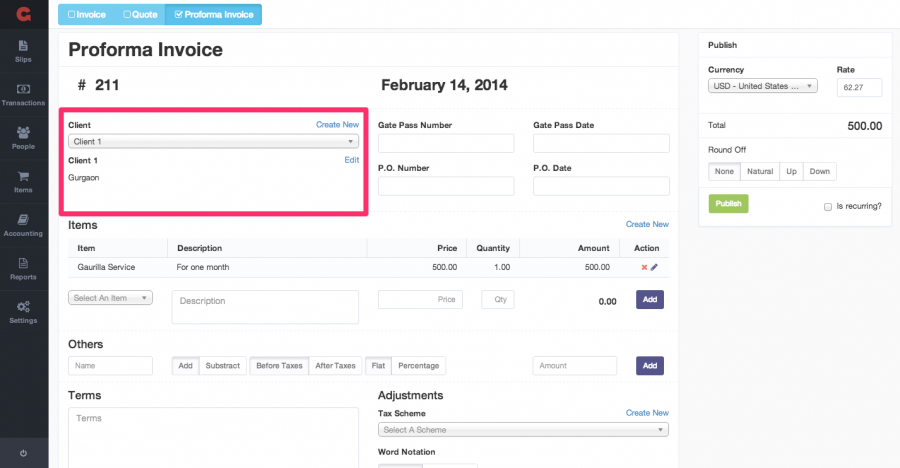 Invoice Quote Proforma Invoice
Slips
Transactions
People
Items
Accounting
Reports
Settings
Proforma Invoice
# 211 February 14, 2014
Client Create New
Client 1
Client 1 Edit
Gurgaon
Gate Pass Number Gate Pass Date
P.O. Number P.O. Date
Items Create New
Item Description Price Quantity Amount Action
Gaurilla Service For one month 500.00 1.00 500.00
Select An Item Description Price Qty 0.00 Add
Others
Name Add Substract Before Taxes After Taxes Flat Percentage Amount Add
Terms
Terms
Adjustments
Tax Scheme Create New
Select A Scheme
Word Notation
Publish
Currency Rate
USD - United States ... 62.27
Total 500.00
Round Off
None Natural Up Down
Publish Is recurring?